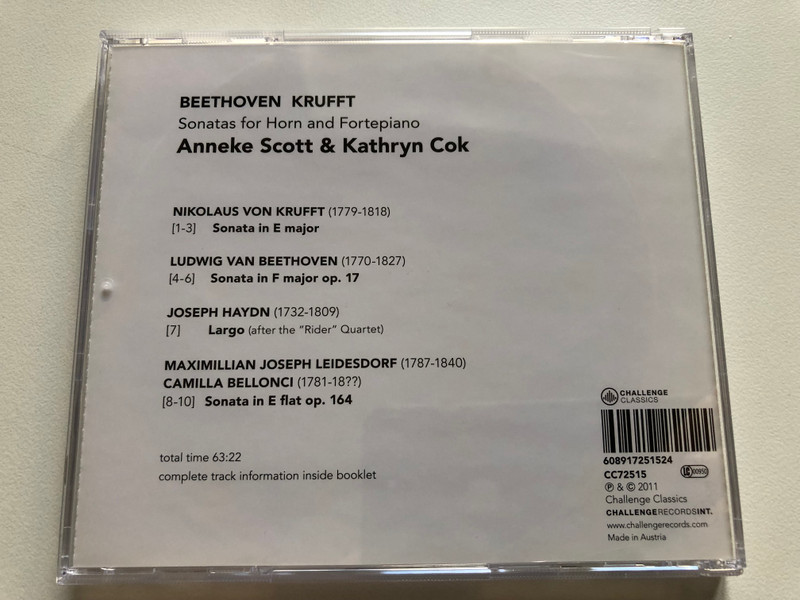 BEETHOVEN KRUFFT
Sonatas for Horn and Fortepiano
Anneke Scott & Kathryn Cok
NIKOLAUS VON KRUFFT (1779-1818)
[1-3] Sonata in E major
LUDWIG VAN BEETHOVEN (1770-1827)
[4-6] Sonata in F major op. 17
JOSEPH HAYDN (1732-1809)
[7] Largo (after the "Rider" Quartet)
MAXIMILLIAN JOSEPH LEIDESDORF (1787-1840)
CAMILLA BELLONCI (1781-18??)
[8-10] Sonata in E flat op. 164
total time 63:22
complete track information inside booklet
CHALLENGE
CLASSICS
608917251524
CC72515
℗ & © 2011
Challenge Classics
CHALLENGERECORDSINT.
www.challengerecords.com
Made in Austria